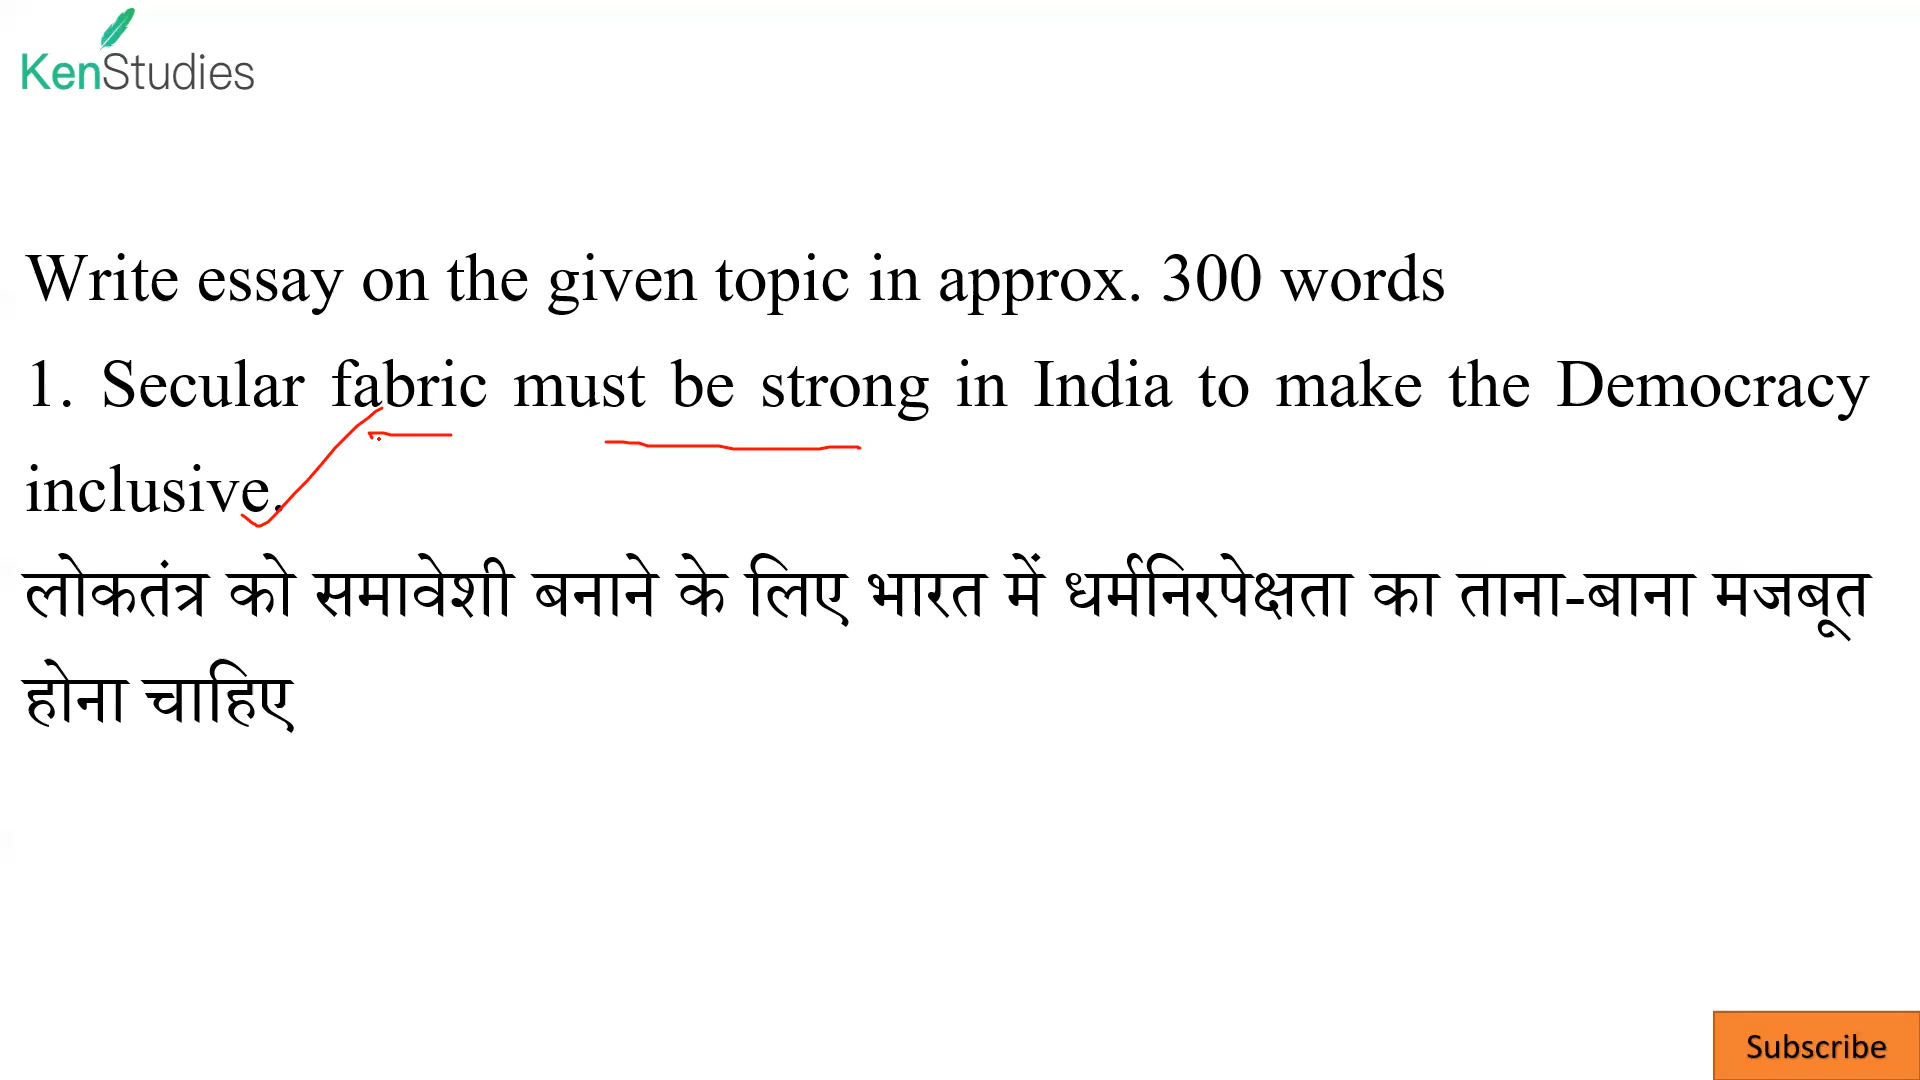 KenStudies
Write essay on the given topic in approx. 300 words
1. Secular fabric must be strong in India to make the Democracy
inclusive.
लोकतंत्र को समावेशी बनाने के लिए भारत में धर्मनिरपेक्षता का ताना-बाना मजबूत
होना चाहिए
Subscribe